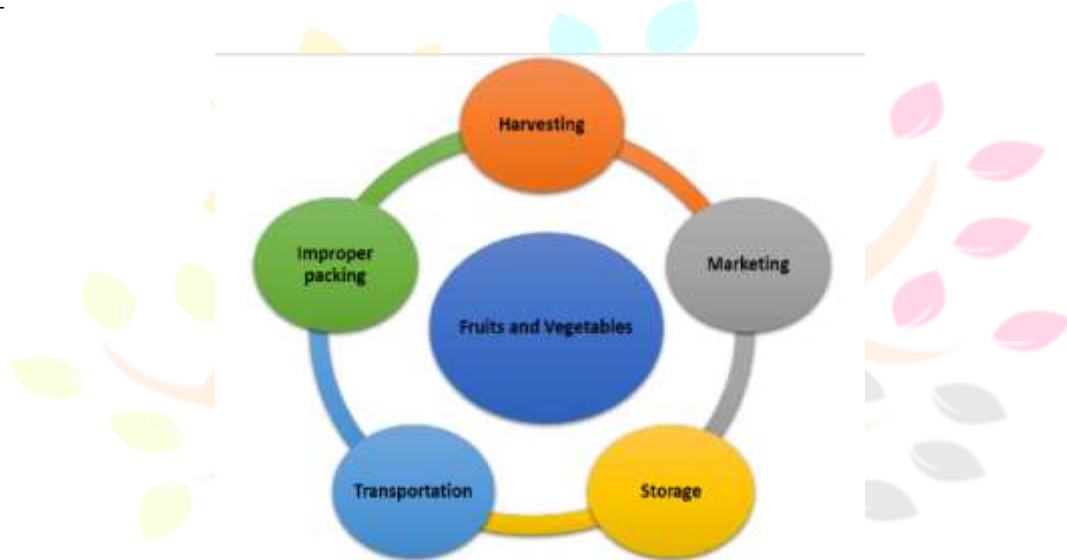 Harvesting
Marketing
Storage
Transportation
Improper
packing
Fruits and Vegetables